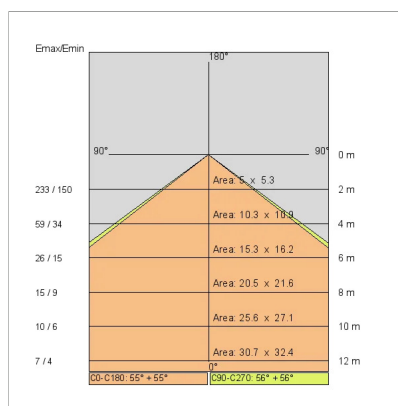 Emax/Emin
180°
90° 90° 0 m
Area: 5 x 5.3
233 / 150 2 m
Area: 10.3 x 10.9
59 / 34 4 m
Area: 15.3 x 16.2
26 / 15 6 m
Area: 20.5 x 21.6
15 / 9 8 m
Area: 25.6 x 27.1
10 / 6 10 m
Area: 30.7 x 32.4
7 / 4 12 m
0°
C0-C180: 55° + 55° C90-C270: 56° + 56°